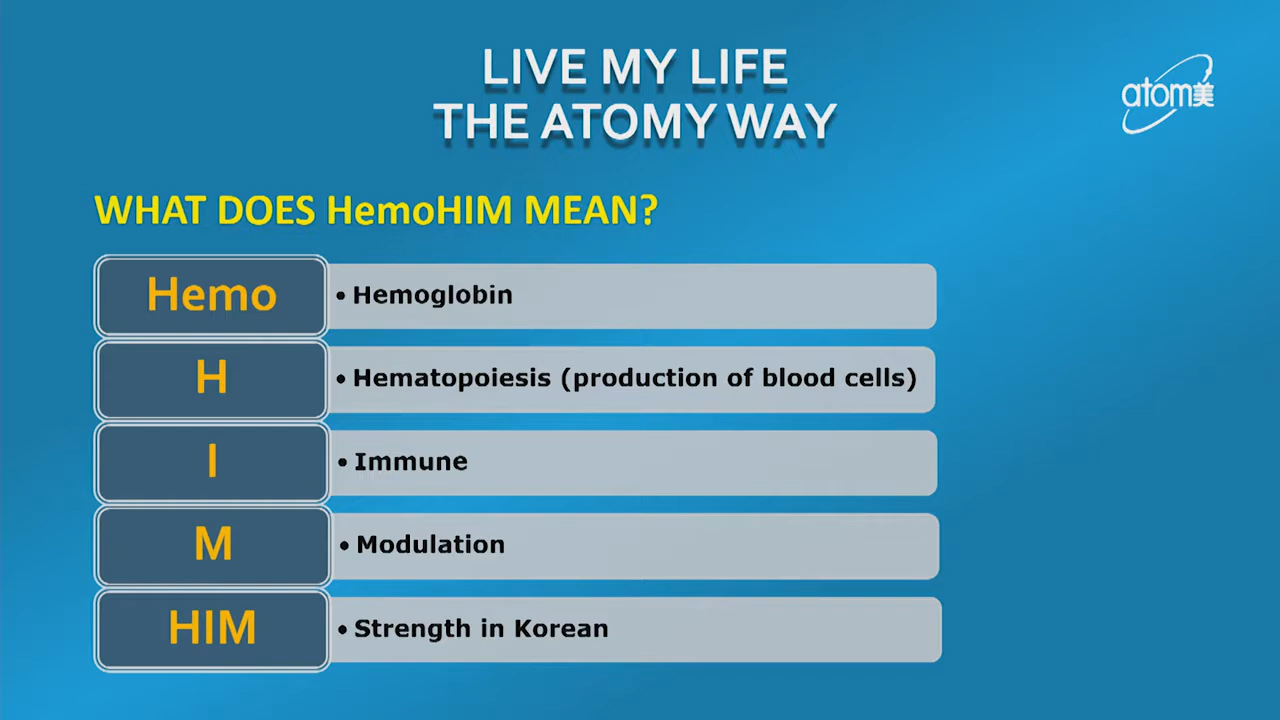 LIVE MY LIFE
THE ATOMY WAY
atom美
WHAT DOES HemoHIM MEAN?
Hemo
• Hemoglobin
H
• Hematopoiesis (production of blood cells)
I
• Immune
M
• Modulation
HIM
• Strength in Korean